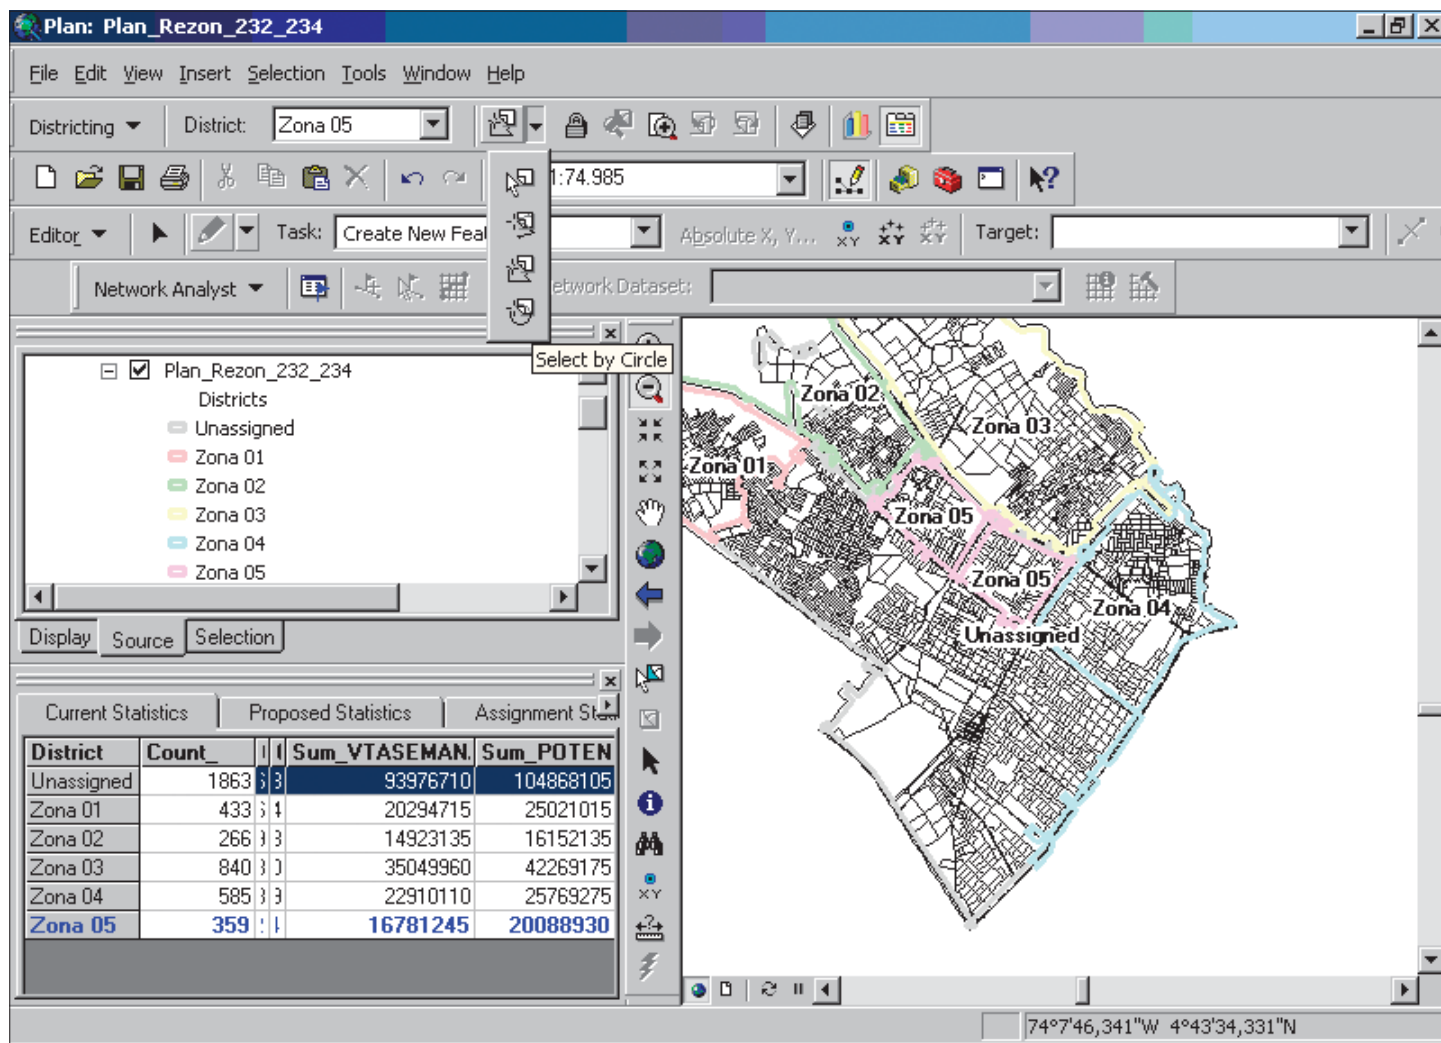 Plan: Plan_Rezon_232_234
File Edit View Insert Selection Tools Window Help
Districting District: Zona 05
1:74.985
Editor Task: Create New Fea Absolute X, Y... Target:
Network Analyst etwork Dataset:
Select by Circle
Plan_Rezon_232_234
Districts
Unassigned
Zona 01
Zona 02
Zona 03
Zona 04
Zona 05
Display Source Selection
Current Statistics Proposed Statistics Assignment Stati
District Count_ Sum_VTASEMAN. Sum_POTEN
Unassigned 1863 93976710 104868105
Zona 01 433 20294715 25021015
Zona 02 266 14923135 16152135
Zona 03 840 35049960 42269175
Zona 04 585 22910110 25769275
Zona 05 359 16781245 20088930
XY
Zona 02
Zona 03
Zona 01
Zona 05
Zona 05
Zona 04
Unassigned
74°7'46,341"W 4°43'34,331"N